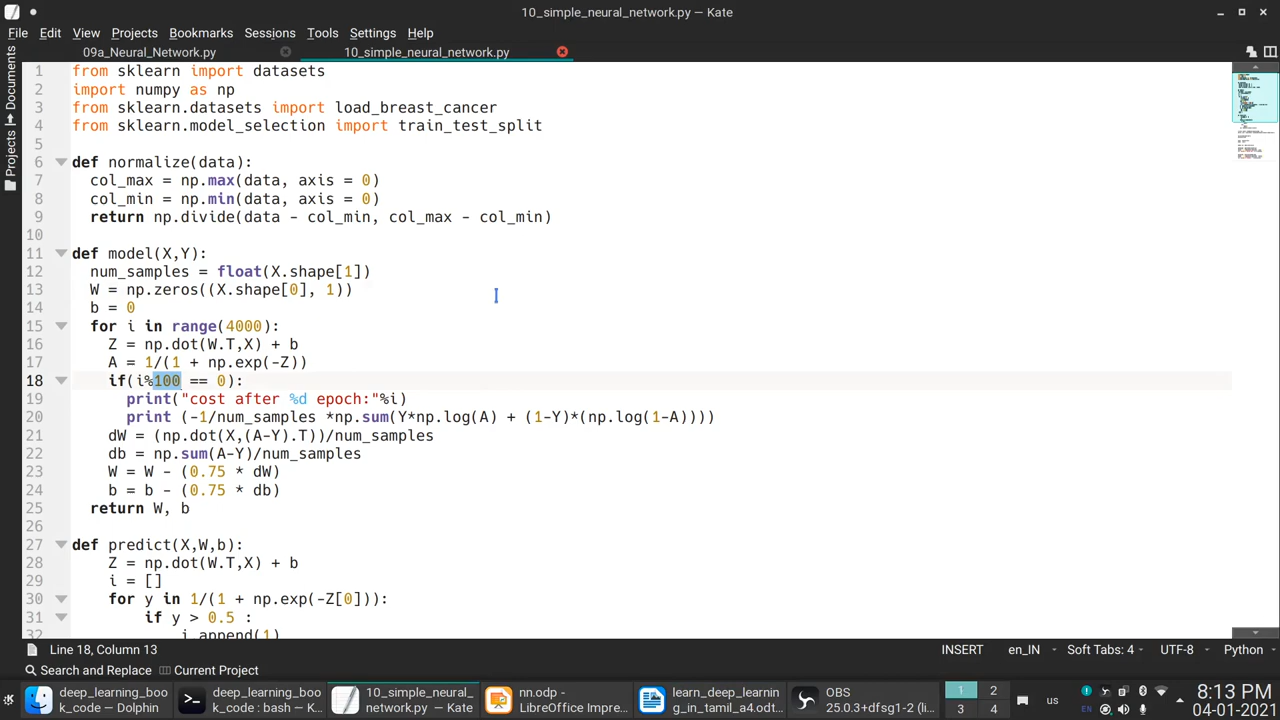 10_simple_neural_network.py — Kate
File Edit View Projects Bookmarks Sessions Tools Settings Help
09a_Neural_Network.py 10_simple_neural_network.py
Documents
Projects
1 from sklearn import datasets
2 import numpy as np
3 from sklearn.datasets import load_breast_cancer
4 from sklearn.model_selection import train_test_split
5
6 def normalize(data):
7 col_max = np.max(data, axis = 0)
8 col_min = np.min(data, axis = 0)
9 return np.divide(data - col_min, col_max - col_min)
10
11 def model(X,Y):
12 num_samples = float(X.shape[1])
13 W = np.zeros((X.shape[0], 1))
14 b = 0
15 for i in range(4000):
16 Z = np.dot(W.T,X) + b
17 A = 1/(1 + np.exp(-Z))
18 if(i%100 == 0):
19 print("cost after %d epoch:"%i)
20 print (-1/num_samples *np.sum(Y*np.log(A) + (1-Y)*(np.log(1-A))))
21 dW = (np.dot(X,(A-Y).T))/num_samples
22 db = np.sum(A-Y)/num_samples
23 W = W - (0.75 * dW)
24 b = b - (0.75 * db)
25 return W, b
26
27 def predict(X,W,b):
28 Z = np.dot(W.T,X) + b
29 i = []
30 for y in 1/(1 + np.exp(-Z[0])):
31 if y > 0.5 :
32 i.append(1)
Line 18, Column 13 INSERT en_IN Soft Tabs: 4 UTF-8 Python
Search and Replace Current Project
deep_learning_boo k_code — Dolphin
deep_learning_boo k_code : bash — K...
10_simple_neural_ network.py — Kate
nn.odp - LibreOffice Impre...
learn_deep_learnin g_in_tamil_a4.odt...
OBS 25.0.3+dfsg1-2 (li...
1 2 3 4
us
EN
8:13 PM
04-01-2021